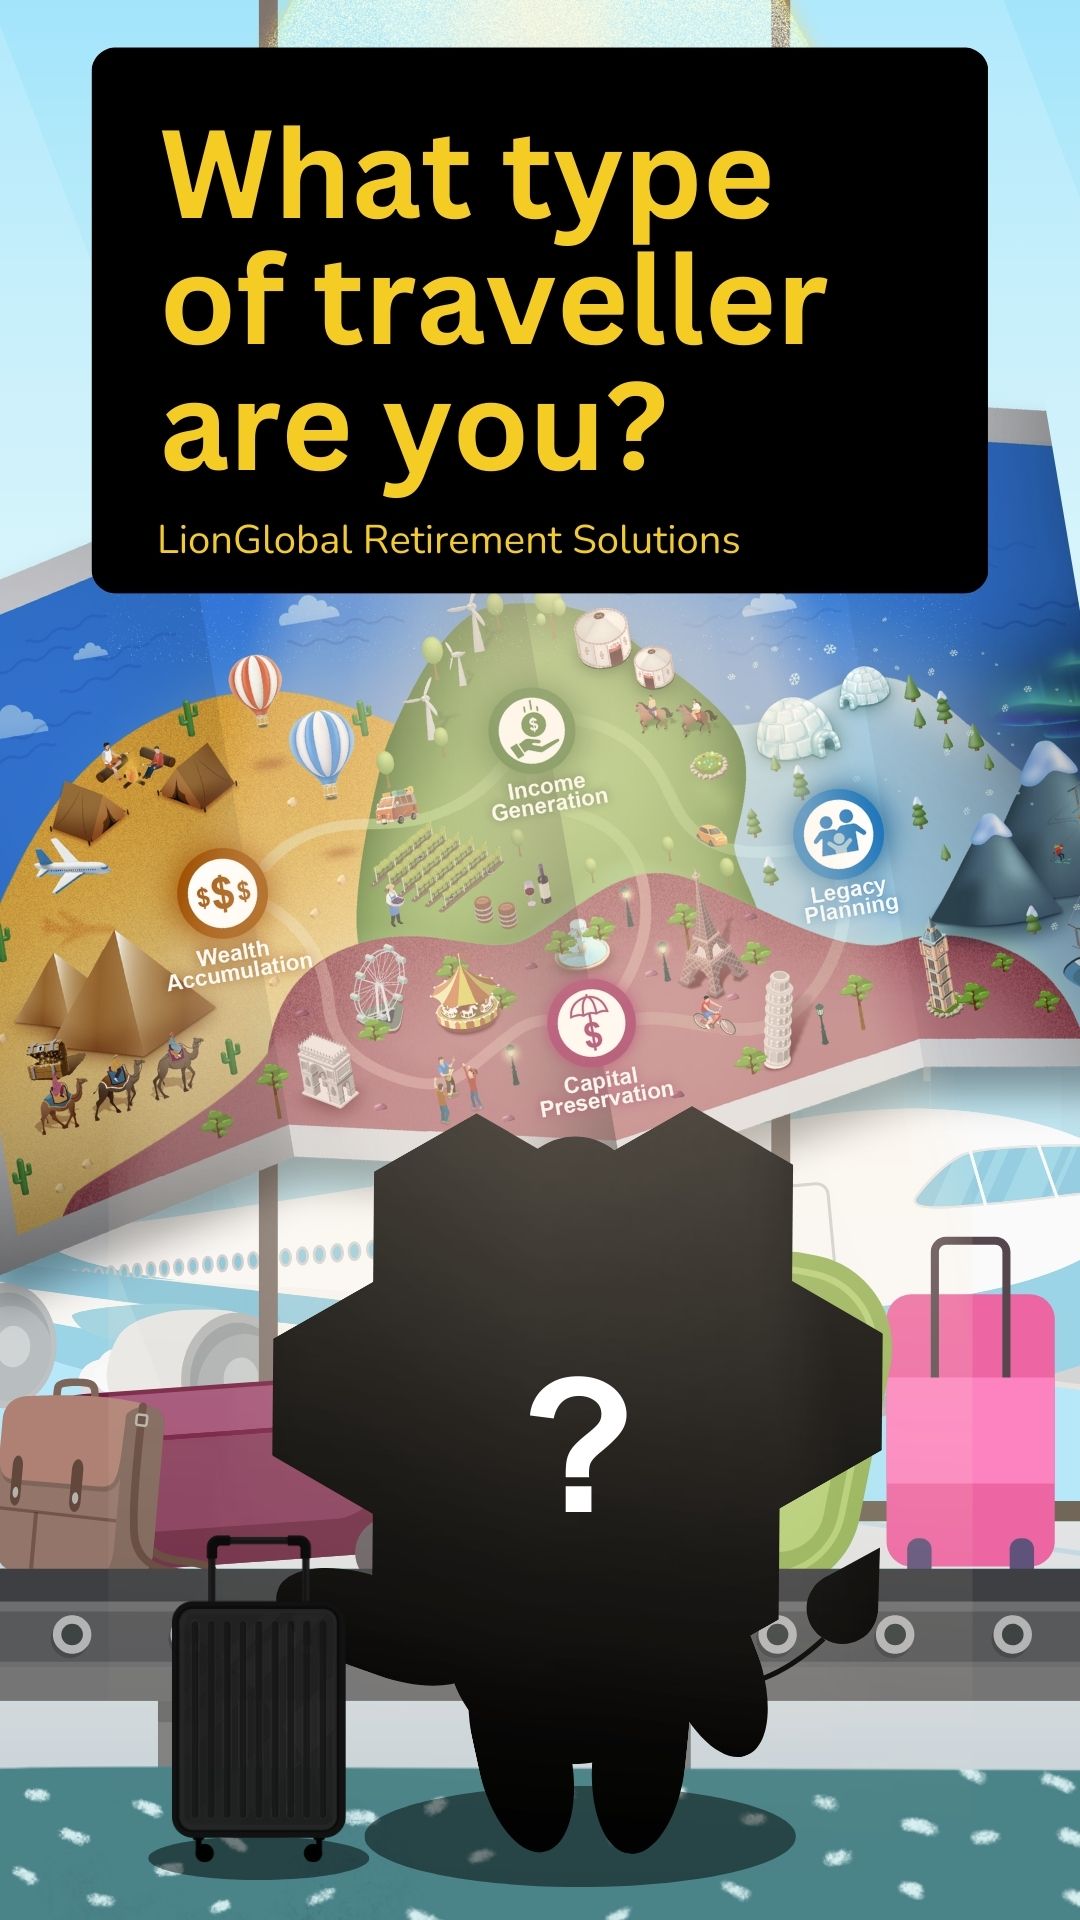 What type
of traveller
are you?
LionGlobal Retirement Solutions
$
Income
Generation
Legacy
Planning
$$$
Wealth
Accumulation
$
Capital
Preservation
?